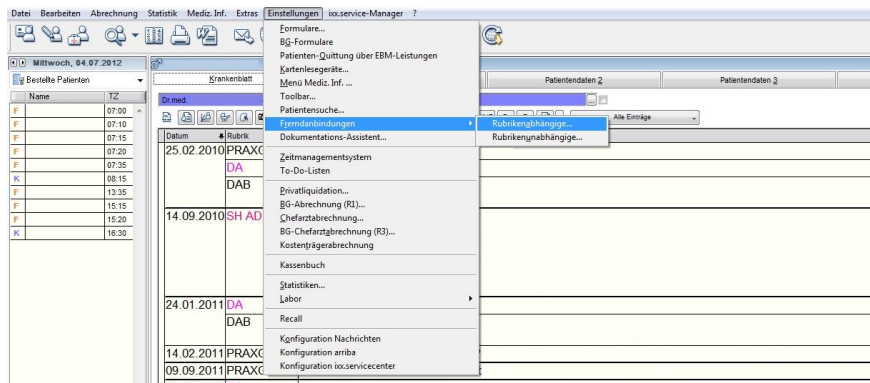 Datei Bearbeiten Abrechnung Statistik Mediz. Inf. Extras Einstellungen ixx.service-Manager ?
Mittwoch, 04.07.2012
Bestellte Patienten
Name TZ
F 07:00
F 07:10
F 07:15
F 07:20
F 07:35
K 08:15
F 13:35
F 15:15
F 15:20
K 16:30
Krankenblatt
Patientendaten 2
Patientendaten 3
Dr.med.
Alle Einträge
Datum Rubrik
25.02.2010 PRAXG
DA
DAB
14.09.2010 SH AD
24.01.2011 DA
DAB
14.02.2011 PRAXG
09.09.2011 PRAXG
Formulare...
BG-Formulare
Patienten-Quittung über EBM-Leistungen
Kartenlesegeräte...
Menü Mediz. Inf. ...
Toolbar...
Patientensuche...
Fremdanbindungen
Dokumentations-Assistent...
Zeitmanagementsystem
To-Do-Listen
Privatliquidation...
BG-Abrechnung (R1)...
Chefarztabrechnung...
BG-Chefarztabrechnung (R3)...
Kostenträgerabrechnung
Kassenbuch
Statistiken...
Labor
Recall
Konfiguration Nachrichten
Konfiguration arriba
Konfiguration ixx.servicecenter
Rubrikenabhängige...
Rubrikenunabhängige...